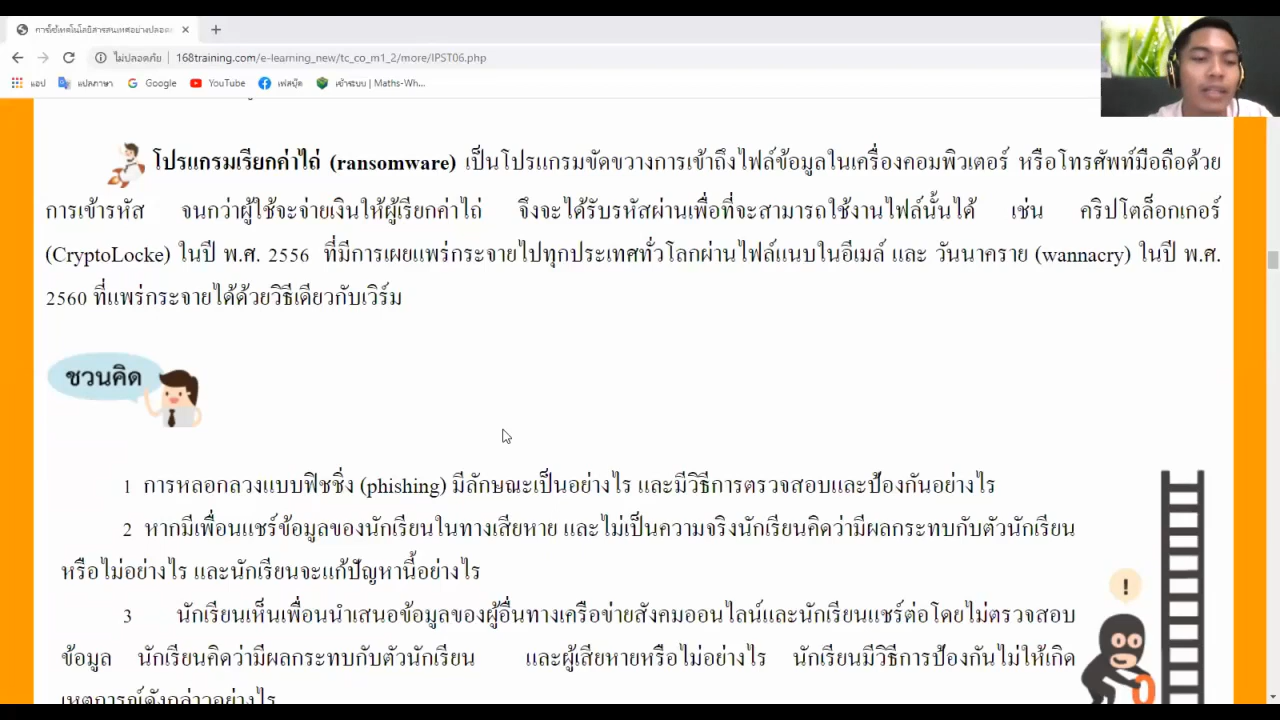 การใช้เทคโนโลยีสารสนเทศอย่างปลอดภ
ไม่ปลอดภัย 168training.com/e-learning_new/tc_co_m1_2/more/IPST06.php
แอป แปลภาษา Google YouTube เฟสบุ๊ค เข้าระบบ | Maths-Wh...
โปรแกรมเรียกค่าไถ่ (ransomware) เป็นโปรแกรมขัดขวางการเข้าถึงไฟล์ข้อมูลในเครื่องคอมพิวเตอร์ หรือโทรศัพท์มือถือด้วย
การเข้ารหัส จนกว่าผู้ใช้จะจ่ายเงินให้ผู้เรียกค่าไถ่ จึงจะได้รับรหัสผ่านเพื่อที่จะสามารถใช้งานไฟล์นั้นได้ เช่น คริปโตล็อกเกอร์
(CryptoLocke) ในปี พ.ศ. 2556 ที่มีการเผยแพร่กระจายไปทุกประเทศทั่วโลกผ่านไฟล์แนบในอีเมล์ และ วันนาคราย (wannacry) ในปี พ.ศ.
2560 ที่แพร่กระจายได้ด้วยวิธีเดียวกับเวิร์ม
ชวนคิด
1 การหลอกลวงแบบฟิชชิ่ง (phishing) มีลักษณะเป็นอย่างไร และมีวิธีการตรวจสอบและป้องกันอย่างไร
2 หากมีเพื่อนแชร์ข้อมูลของนักเรียนในทางเสียหาย และไม่เป็นความจริงนักเรียนคิดว่ามีผลกระทบกับตัวนักเรียน
หรือไม่อย่างไร และนักเรียนจะแก้ปัญหานี้อย่างไร
3 นักเรียนเห็นเพื่อนนำเสนอข้อมูลของผู้อื่นทางเครือข่ายสังคมออนไลน์และนักเรียนแชร์ต่อโดยไม่ตรวจสอบ
ข้อมูล นักเรียนคิดว่ามีผลกระทบกับตัวนักเรียน และผู้เสียหายหรือไม่อย่างไร นักเรียนมีวิธีการป้องกันไม่ให้เกิด
เหตุการณ์ดังกล่าวอย่างไร
!